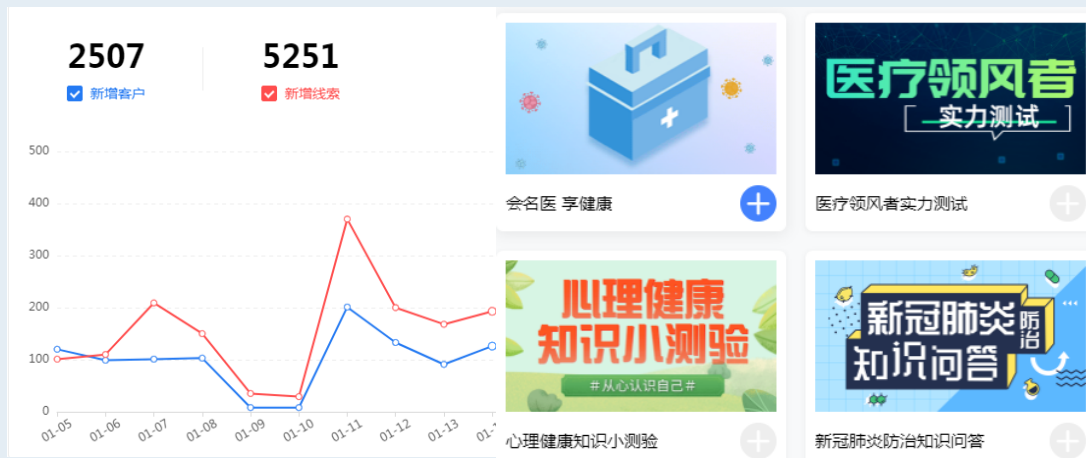 2507
5251
新增客户
新增线索
500
400
300
200
100
0
01-05
01-06
01-07
01-08
01-09
01-10
01-11
01-12
01-13
会名医 享健康
医疗领风者
实力测试
医疗领风者实力测试
心理健康
知识小测验
#从心认识自己#
心理健康知识小测验
新冠肺炎
防治
知识问答
新冠肺炎防治知识问答